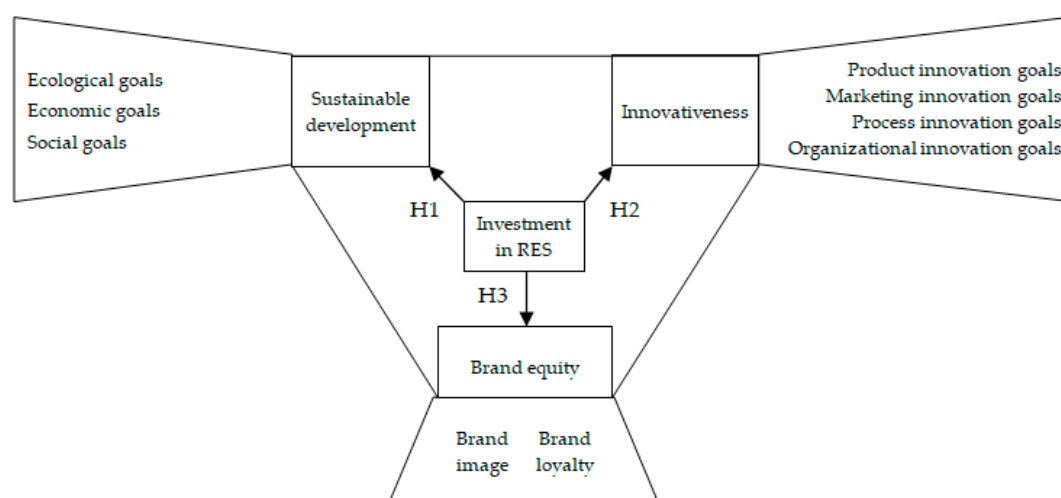 Ecological goals
Economic goals
Social goals
Sustainable
development
Innovativeness
Product innovation goals
Marketing innovation goals
Process innovation goals
Organizational innovation goals
H1
H2
Investment
in RES
H3
Brand equity
Brand
image
Brand
loyalty